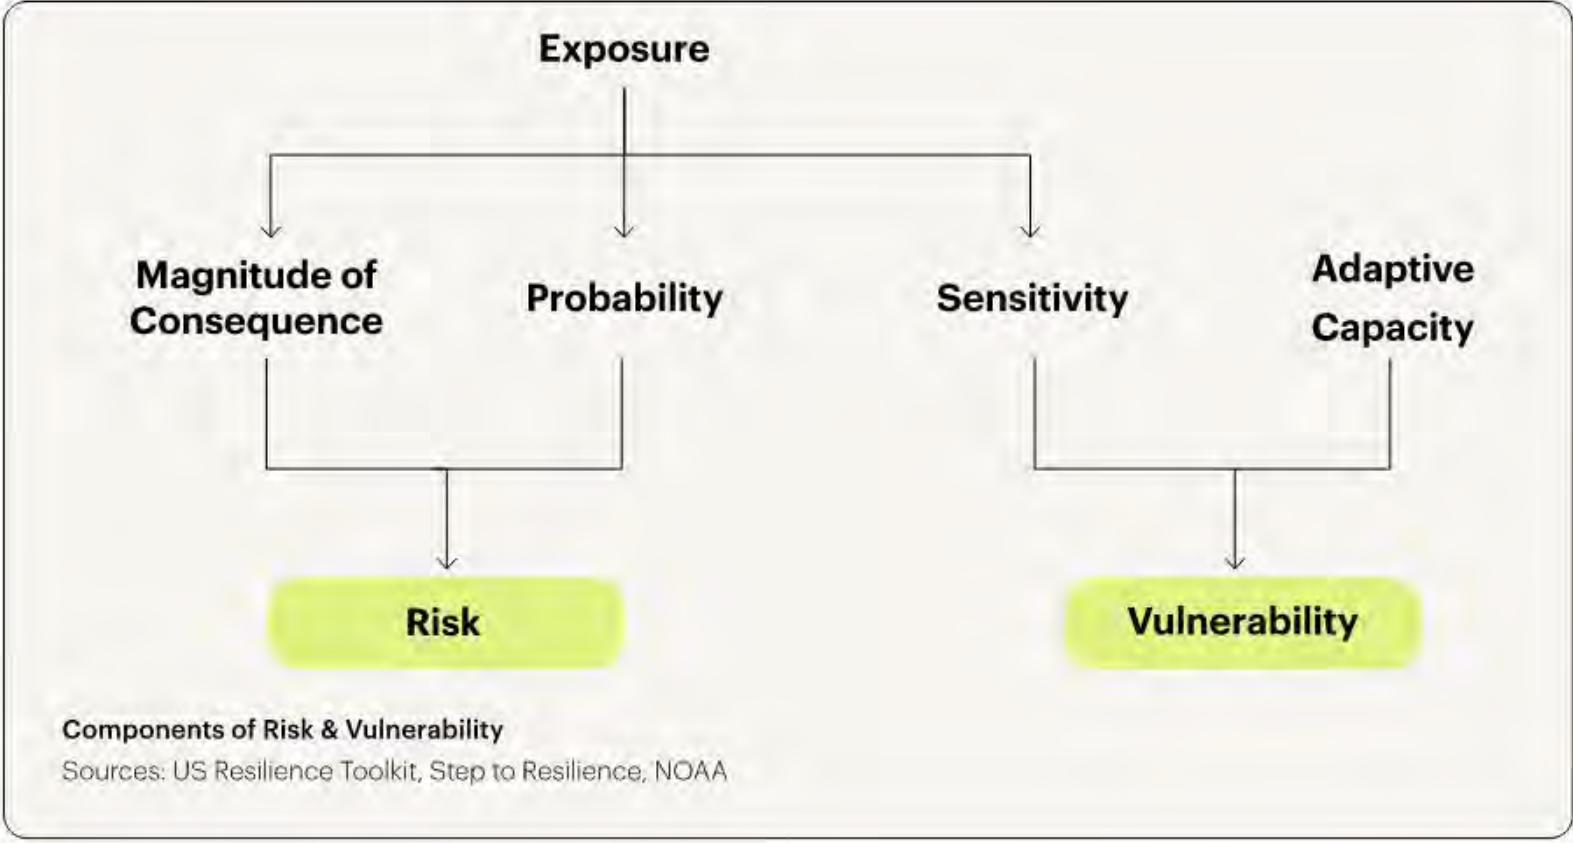 Exposure
Magnitude of
Consequence
Probability
Sensitivity
Adaptive
Capacity
Risk
Vulnerability
Components of Risk & Vulnerability
Sources: US Resilience Toolkit, Step to Resilience, NOAA